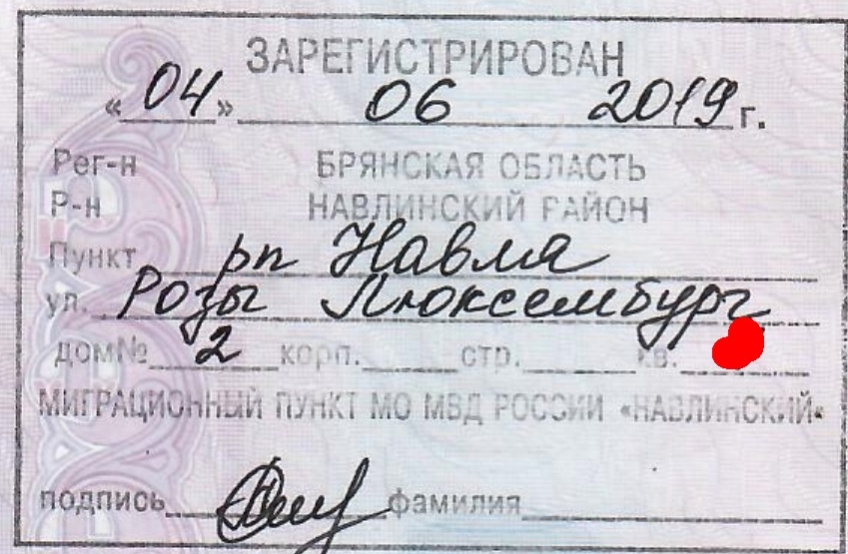 ЗАРЕГИСТРИРОВАН
«04» 06 2019 г.
Рег-н БРЯНСКАЯ ОБЛАСТЬ
Р-н НАВЛИНСКИЙ РАЙОН
Пункт рп Навля
ул. Розы Люксембург
дом№ 2 корп. стр. кв.
МИГРАЦИОННЫЙ ПУНКТ МО МВД РОССИИ «НАВЛИНСКИЙ»
подпись фамилия